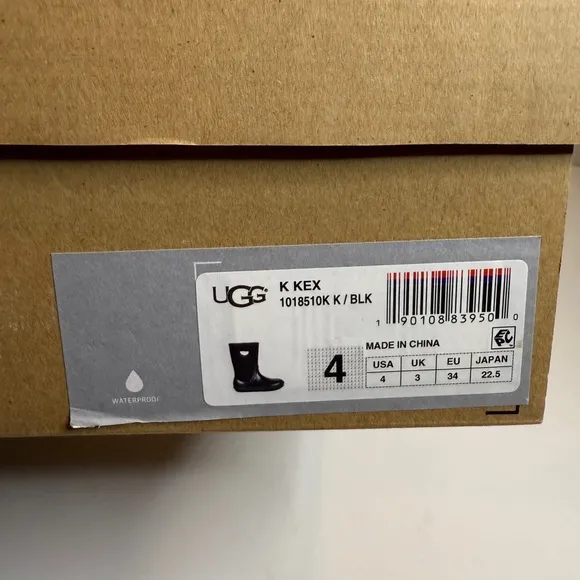 UGG®
K KEX
1018510K K / BLK
1 90108 83950 0
MADE IN CHINA
4
USA UK EU JAPAN
4 3 34 22.5
WATERPROOF